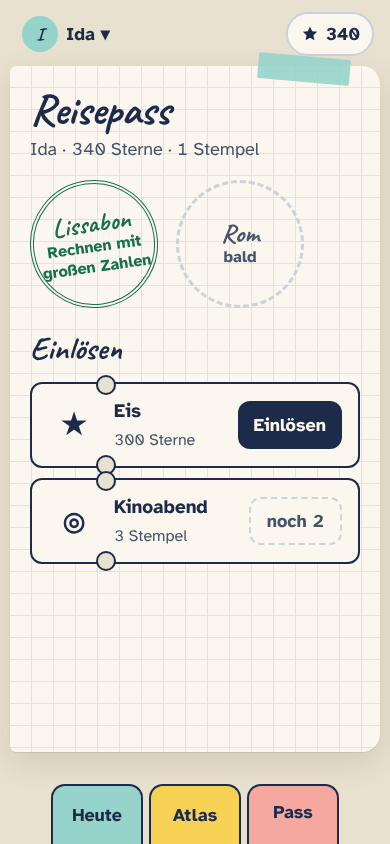 I Ida ▾
★ 340
Reisepass
Ida · 340 Sterne · 1 Stempel
Lissabon
Rechnen mit
großen Zahlen
Rom
bald
Einlösen
Eis
300 Sterne
Einlösen
Kinoabend
3 Stempel
noch 2
Heute
Atlas
Pass